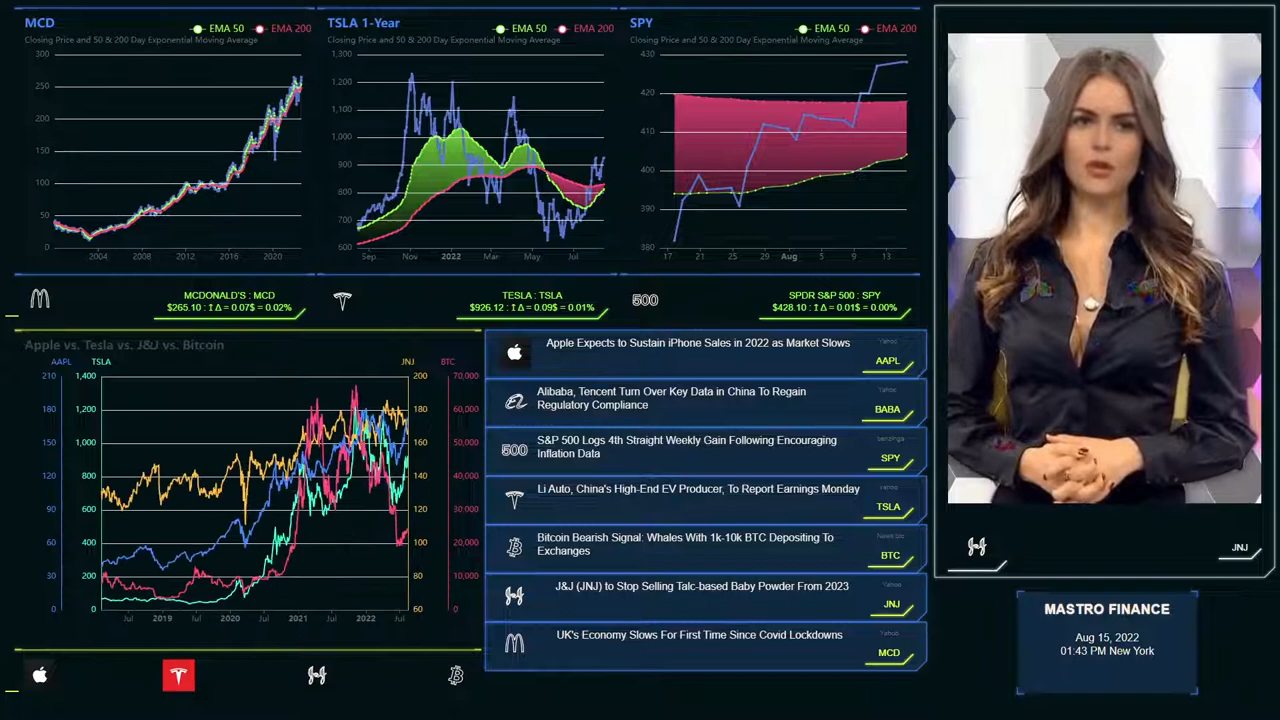 MCD
EMA 50
EMA 200
Closing Price and 50 & 200 Day Exponential Moving Average
300
250
200
150
100
50
0
2004
2008
2012
2016
2020
TSLA 1-Year
EMA 50
EMA 200
Closing Price and 50 & 200 Day Exponential Moving Average
1,300
1,200
1,100
1,000
900
800
700
600
Sep
Nov
2022
Mar
May
Jul
SPY
EMA 50
EMA 200
Closing Price and 50 & 200 Day Exponential Moving Average
430
420
410
400
390
380
17
21
25
29
Aug
5
9
13
MCDONALD'S : MCD
$265.10 : ↥ Δ = 0.07$ = 0.02%
TESLA : TSLA
$926.12 : ↥ Δ = 0.09$ = 0.01%
500
SPDR S&P 500 : SPY
$428.10 : ↥ Δ = 0.01$ = 0.00%
Apple vs. Tesla vs. J&J vs. Bitcoin
AAPL
TSLA
JNJ
BTC
210
180
150
120
90
60
30
0
1,400
1,200
1,000
800
600
400
200
0
200
180
160
140
120
100
80
60
70,000
60,000
50,000
40,000
30,000
20,000
10,000
0
Jul
2019
Jul
2020
Jul
2021
Jul
2022
Jul
Apple Expects to Sustain iPhone Sales in 2022 as Market Slows
Yahoo
AAPL
Alibaba, Tencent Turn Over Key Data in China To Regain
Regulatory Compliance
Yahoo
BABA
500
S&P 500 Logs 4th Straight Weekly Gain Following Encouraging
Inflation Data
benzinga
SPY
Li Auto, China's High-End EV Producer, To Report Earnings Monday
Yahoo
TSLA
Bitcoin Bearish Signal: Whales With 1k-10k BTC Depositing To
Exchanges
BTC
J&J (JNJ) to Stop Selling Talc-based Baby Powder From 2023
Yahoo
JNJ
UK's Economy Slows For First Time Since Covid Lockdowns
Yahoo
MCD
JNJ
MASTRO FINANCE
Aug 15, 2022
01:43 PM New York